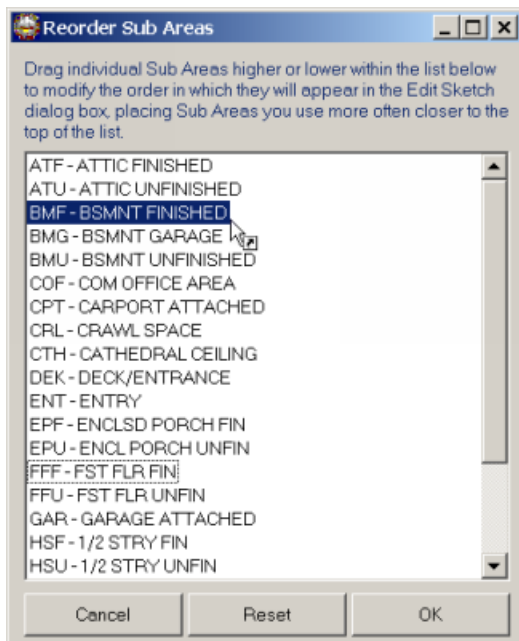 Reorder Sub Areas
Drag individual Sub Areas higher or lower within the list below
to modify the order in which they will appear in the Edit Sketch
dialog box, placing Sub Areas you use more often closer to the
top of the list.
ATF - ATTIC FINISHED
ATU - ATTIC UNFINISHED
BMF - BSMNT FINISHED
BMG - BSMNT GARAGE
BMU - BSMNT UNFINISHED
COF - COM OFFICE AREA
CPT - CARPORT ATTACHED
CRL - CRAWL SPACE
CTH - CATHEDRAL CEILING
DEK - DECK/ENTRANCE
ENT - ENTRY
EPF - ENCLSD PORCH FIN
EPU - ENCL PORCH UNFIN
FFF - FST FLR FIN
FFU - FST FLR UNFIN
GAR - GARAGE ATTACHED
HSF - 1/2 STRY FIN
HSU - 1/2 STRY UNFIN
Cancel Reset OK